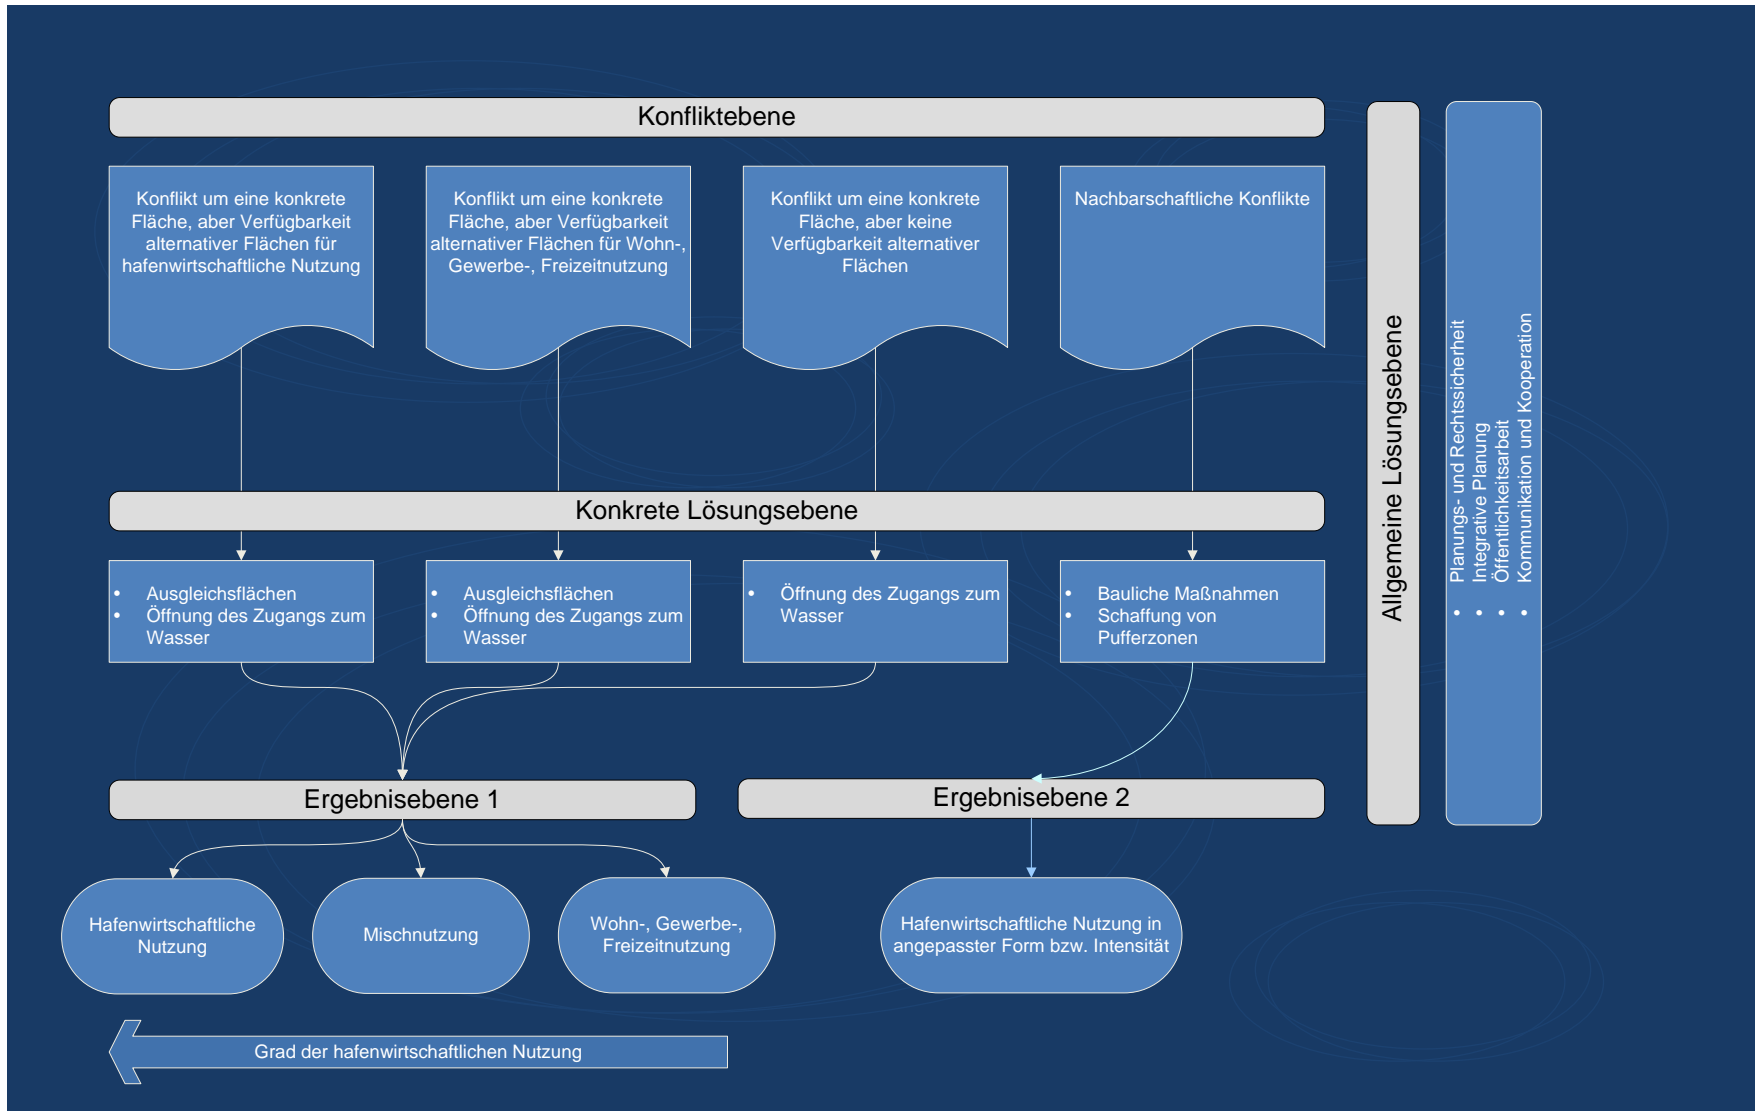 Konfliktebene
Konflikt um eine konkrete
Fläche, aber Verfügbarkeit
alternativer Flächen für
hafenwirtschaftliche Nutzung
Konflikt um eine konkrete
Fläche, aber Verfügbarkeit
alternativer Flächen für Wohn-,
Gewerbe-, Freizeitnutzung
Konflikt um eine konkrete
Fläche, aber keine
Verfügbarkeit alternativer
Flächen
Nachbarschaftliche Konflikte
Konkrete Lösungsebene
• Ausgleichsflächen
• Öffnung des Zugangs zum
Wasser
• Ausgleichsflächen
• Öffnung des Zugangs zum
Wasser
• Öffnung des Zugangs zum
Wasser
• Bauliche Maßnahmen
• Schaffung von
Pufferzonen
Ergebnisebene 1
Ergebnisebene 2
Hafenwirtschaftliche
Nutzung
Mischnutzung
Wohn-, Gewerbe-,
Freizeitnutzung
Hafenwirtschaftliche Nutzung in
angepasster Form bzw. Intensität
Grad der hafenwirtschaftlichen Nutzung
Allgemeine Lösungsebene
• Planungs- und Rechtssicherheit
• Integrative Planung
• Öffentlichkeitsarbeit
• Kommunikation und Kooperation